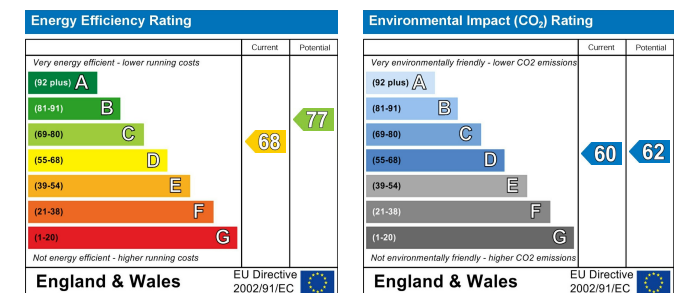 Energy Efficiency Rating
Current Potential
Very energy efficient - lower running costs
(92 plus) A
(81-91) B
(69-80) C
(55-68) D
(39-54) E
(21-38) F
(1-20) G
68
77
Not energy efficient - higher running costs
England & Wales
EU Directive
2002/91/EC
Environmental Impact (CO₂) Rating
Current Potential
Very environmentally friendly - lower CO2 emissions
(92 plus) A
(81-91) B
(69-80) C
(55-68) D
(39-54) E
(21-38) F
(1-20) G
60
62
Not environmentally friendly - higher CO2 emissions
England & Wales
EU Directive
2002/91/EC